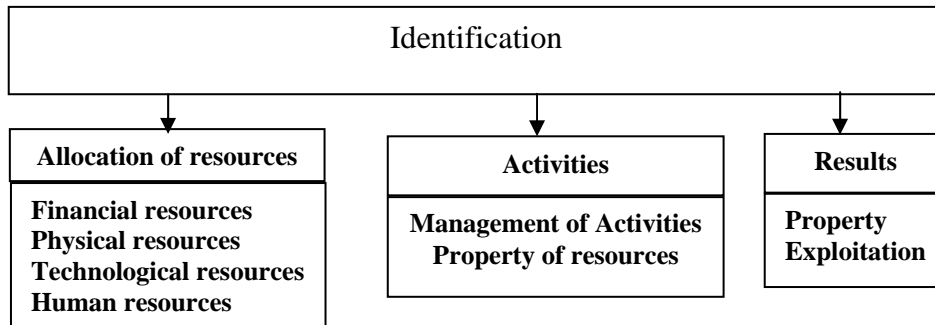 Identification
Allocation of resources
Financial resources
Physical resources
Technological resources
Human resources
Activities
Management of Activities
Property of resources
Results
Property
Exploitation